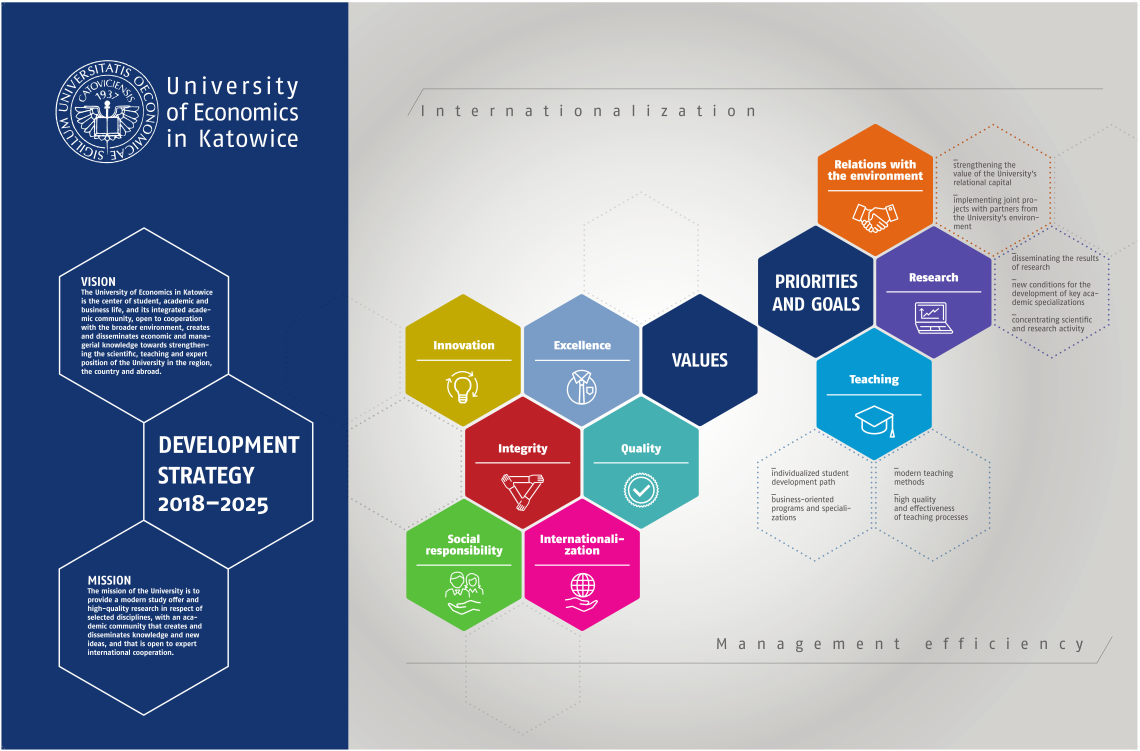 SIGILLUM UNIVERSITATIS OECONOMICAE
CATOVICIENSIS
1937
University
of Economics
in Katowice
VISION
The University of Economics in Katowice
is the center of student, academic and
business life, and its integrated acade-
mic community, open to cooperation
with the broader environment, creates
and disseminates economic and mana-
gerial knowledge towards strengthen-
ing the scientific, teaching and expert
position of the University in the region,
the country and abroad.
DEVELOPMENT
STRATEGY
2018–2025
MISSION
The mission of the University is to
provide a modern study offer and
high-quality research in respect of
selected disciplines, with an aca-
demic community that creates and
disseminates knowledge and new
ideas, and that is open to expert
international cooperation.
Internationalization
Innovation
Excellence
VALUES
Integrity
Quality
Social
responsibility
Internationali-
zation
PRIORITIES
AND GOALS
Relations with
the environment
strengthening the
value of the University's
relational capital
implementing joint pro-
jects with partners from
the University's environ-
ment
Research
disseminating the results
of research
new conditions for the
development of key aca-
demic specializations
concentrating scientific
and research activity
Teaching
individualized student
development path
business-oriented
programs and speciali-
zations
modern teaching
methods
high quality
and effectiveness
of teaching processes
Management efficiency